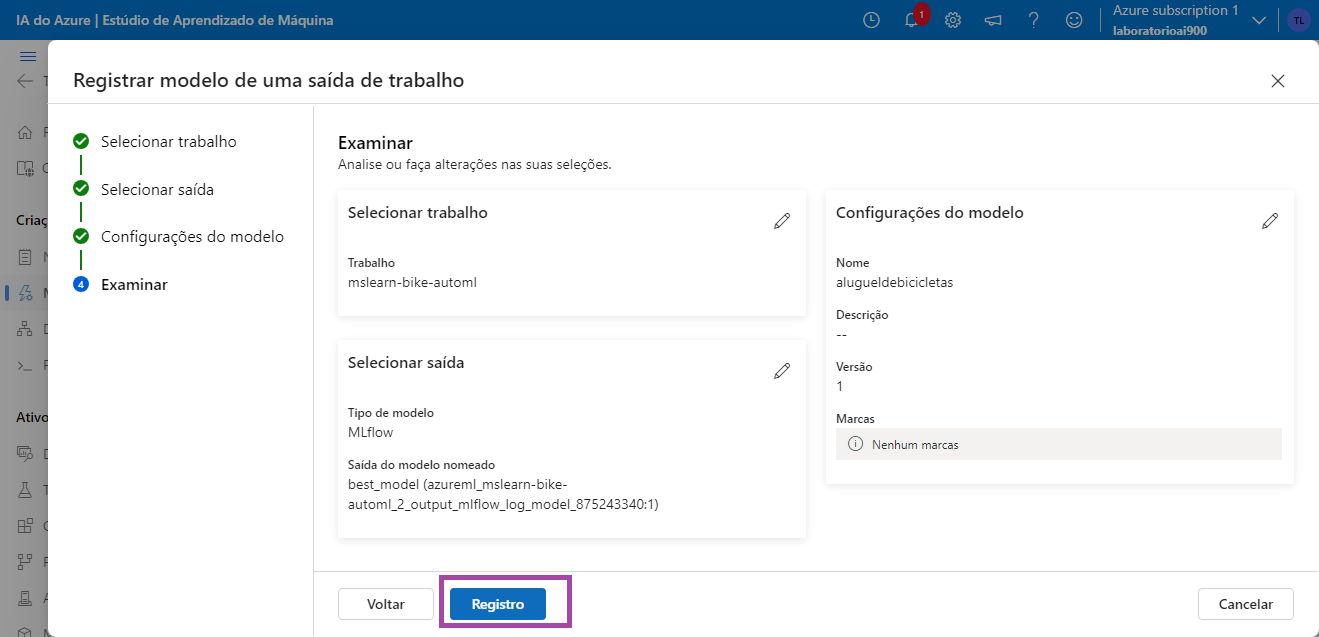 IA do Azure | Estúdio de Aprendizado de Máquina
1
Azure subscription 1
laboratorioai900
TL
Registrar modelo de uma saída de trabalho
Selecionar trabalho
Selecionar saída
Configurações do modelo
4
Examinar
Criaç
Ativo
Examinar
Analise ou faça alterações nas suas seleções.
Selecionar trabalho
Trabalho
mslearn-bike-automl
Selecionar saída
Tipo de modelo
MLflow
Saída do modelo nomeado
best_model (azureml_mslearn-bike-
automl_2_output_mlflow_log_model_875243340:1)
Configurações do modelo
Nome
alugueldebicicletas
Descrição
--
Versão
1
Marcas
Nenhum marcas
Voltar
Registro
Cancelar